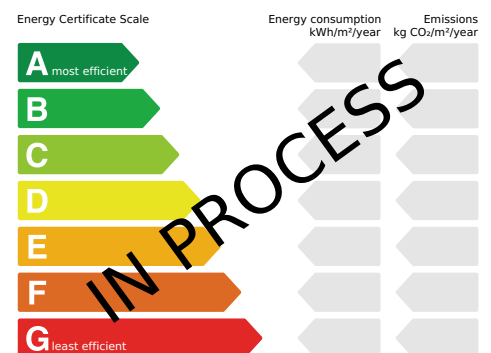 Energy Certificate Scale
Energy consumption
kWh/m²/year
Emissions
kg CO₂/m²/year
A most efficient
B
C
D
E
F
G least efficient
IN PROCESS